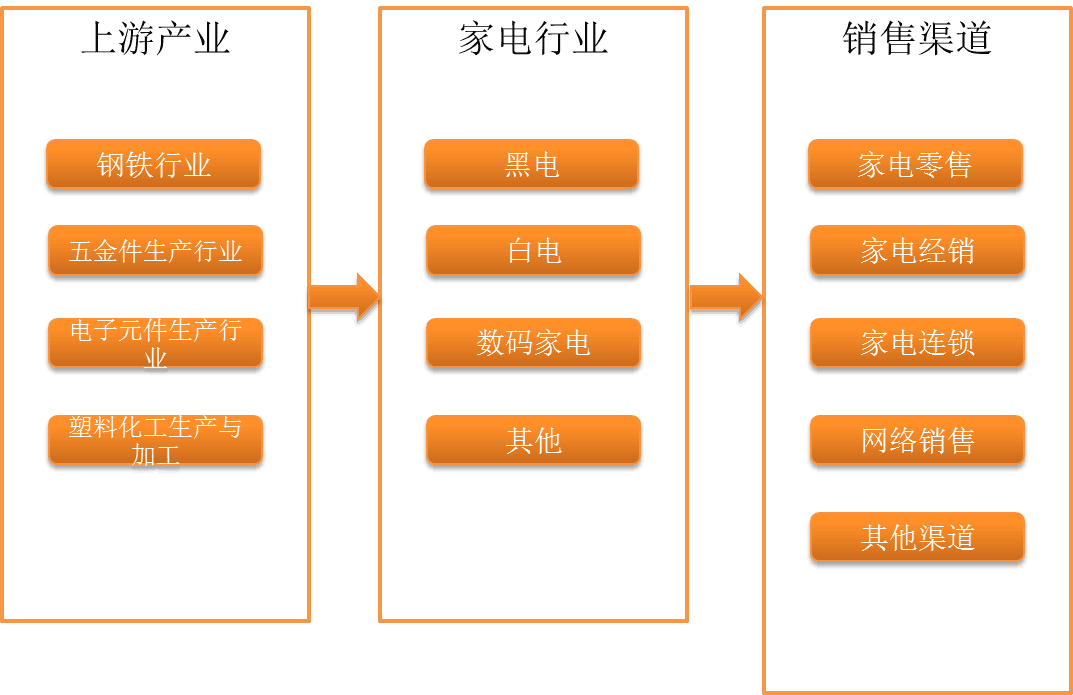 上游产业
钢铁行业
五金件生产行业
电子元件生产行
业
塑料化工生产与
加工
家电行业
黑电
白电
数码家电
其他
销售渠道
家电零售
家电经销
家电连锁
网络销售
其他渠道